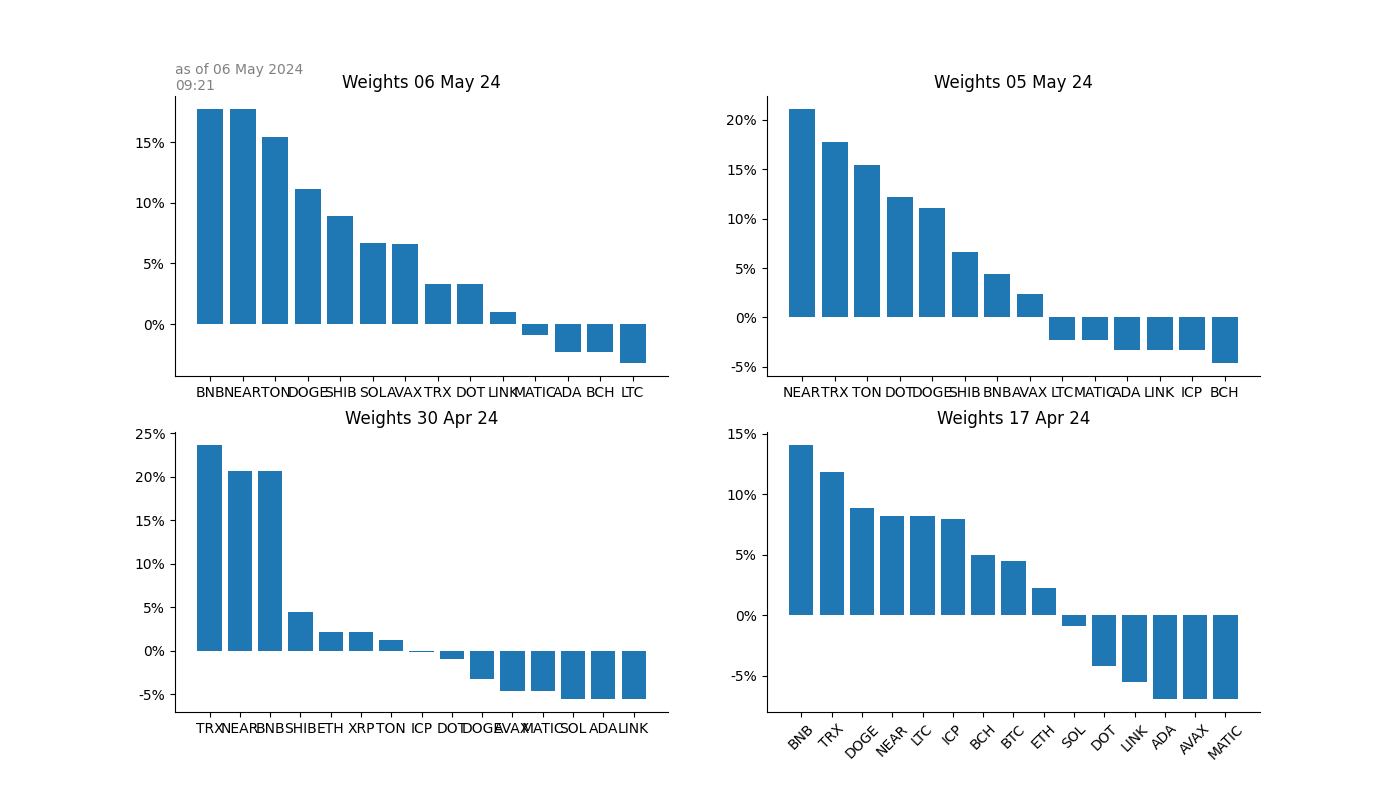 as of 06 May 2024
09:21
Weights 06 May 24
15%
10%
5%
0%
BNB NEAR TON DOGE SHIB SOL AVAX TRX DOT LINK MATIC ADA BCH LTC
Weights 05 May 24
20%
15%
10%
5%
0%
-5%
NEAR TRX TON DOT DOGE SHIB BNB AVAX LTC MATIC ADA LINK ICP BCH
Weights 30 Apr 24
25%
20%
15%
10%
5%
0%
-5%
TRX NEAR BNB SHIB ETH XRP TON ICP DOT DOGE AVAX MATIC SOL ADA LINK
Weights 17 Apr 24
15%
10%
5%
0%
-5%
BNB TRX DOGE NEAR LTC ICP BCH BTC ETH SOL DOT LINK ADA AVAX MATIC